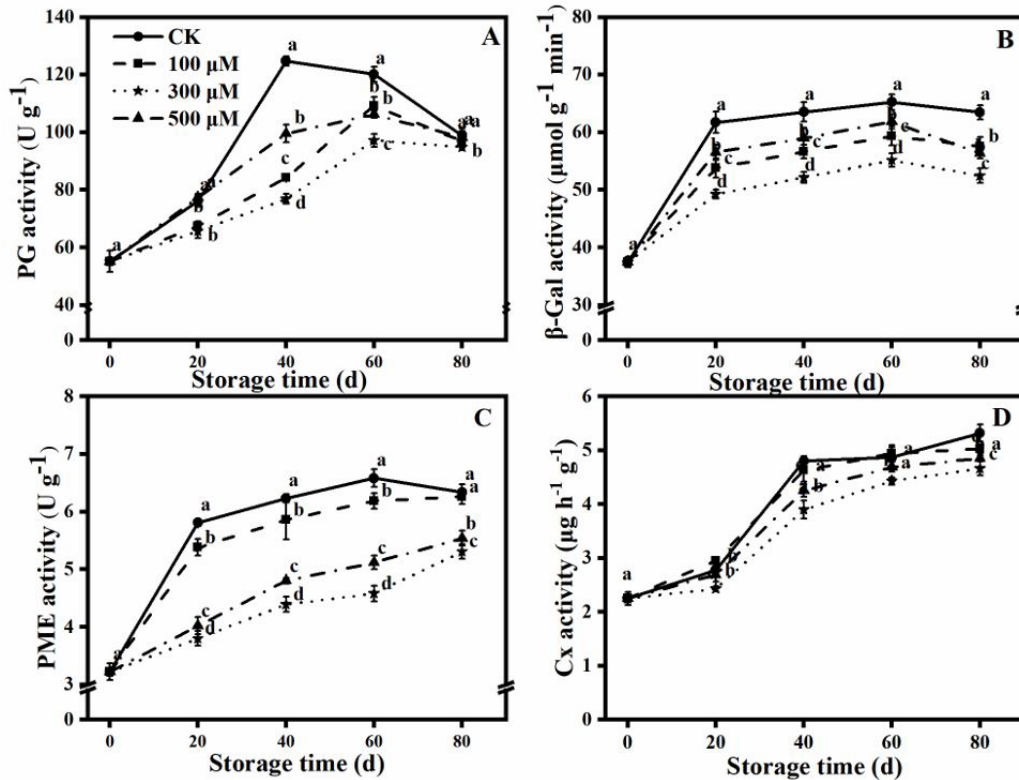 140
120
100
80
60
40
0
PG activity (U g⁻¹)
CK
100 μM
300 μM
500 μM
A
a
a
a
b
b
b
a
b
b
c
c
d
b
0 20 40 60 80
Storage time (d)
80
70
60
50
40
30
0
β-Gal activity (μmol g⁻¹ min⁻¹)
B
a
a
a
a
a
b
b
b
b
c
c
c
c
d
d
d
0 20 40 60 80
Storage time (d)
8
7
6
5
4
3
0
PME activity (U g⁻¹)
C
a
a
a
a
a
a
b
b
b
b
c
c
c
c
d
d
d
0 20 40 60 80
Storage time (d)
6
5
4
3
2
1
0
Cx activity (μg h⁻¹ g⁻¹)
D
a
a
a
a
a
b
b
c
0 20 40 60 80
Storage time (d)